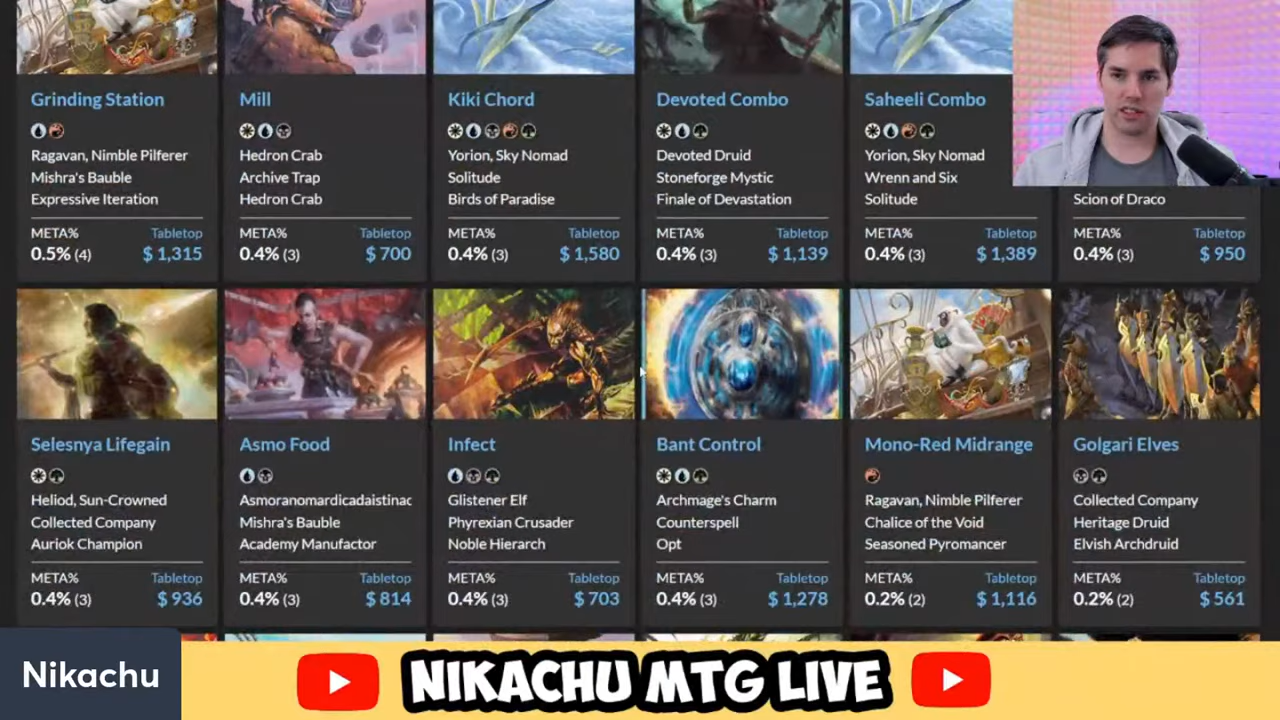 Grinding Station
Ragavan, Nimble Pilferer
Mishra's Bauble
Expressive Iteration
META% Tabletop
0.5% (4) $ 1,315
Mill
Hedron Crab
Archive Trap
Hedron Crab
META% Tabletop
0.4% (3) $ 700
Kiki Chord
Yorion, Sky Nomad
Solitude
Birds of Paradise
META% Tabletop
0.4% (3) $ 1,580
Devoted Combo
Devoted Druid
Stoneforge Mystic
Finale of Devastation
META% Tabletop
0.4% (3) $ 1,139
Saheeli Combo
Yorion, Sky Nomad
Wrenn and Six
Solitude
META% Tabletop
0.4% (3) $ 1,389
Scion of Draco
META% Tabletop
0.4% (3) $ 950
Selesnya Lifegain
Heliod, Sun-Crowned
Collected Company
Auriok Champion
META% Tabletop
0.4% (3) $ 936
Asmo Food
Asmoranomardicadaistinac
Mishra's Bauble
Academy Manufactor
META% Tabletop
0.4% (3) $ 814
Infect
Glistener Elf
Phyrexian Crusader
Noble Hierarch
META% Tabletop
0.4% (3) $ 703
Bant Control
Archmage's Charm
Counterspell
Opt
META% Tabletop
0.4% (3) $ 1,278
Mono-Red Midrange
Ragavan, Nimble Pilferer
Chalice of the Void
Seasoned Pyromancer
META% Tabletop
0.2% (2) $ 1,116
Golgari Elves
Collected Company
Heritage Druid
Elvish Archdruid
META% Tabletop
0.2% (2) $ 561
Nikachu
NIKACHU MTG LIVE